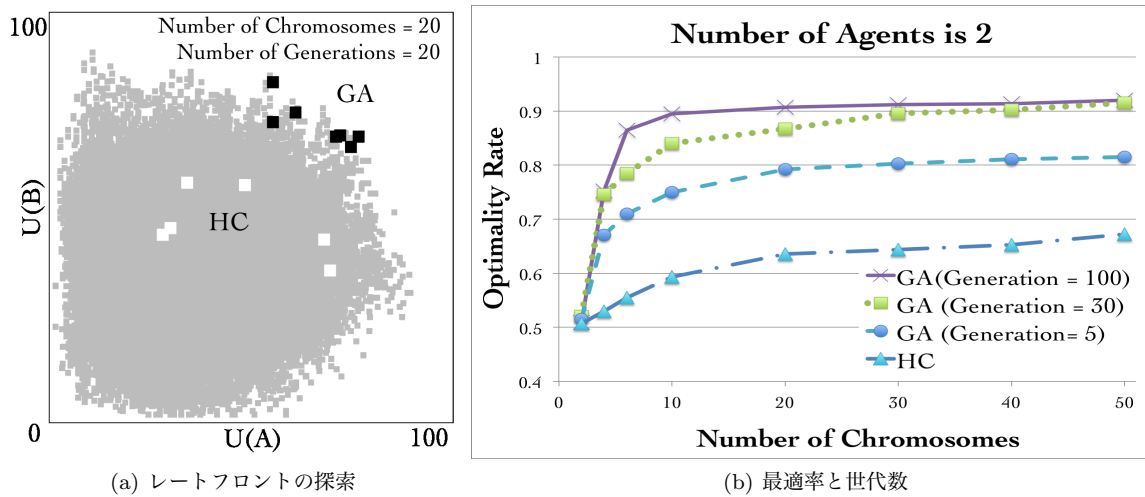 100
Number of Chromosomes = 20
Number of Generations = 20
GA
HC
U(B)
0
U(A)
100
(a) レートフロントの探索
Number of Agents is 2
1
0.9
0.8
0.7
0.6
0.5
0.4
Optimality Rate
GA(Generation = 100)
GA (Generation = 30)
GA (Generation= 5)
HC
0
10
20
30
40
50
Number of Chromosomes
(b) 最適率と世代数